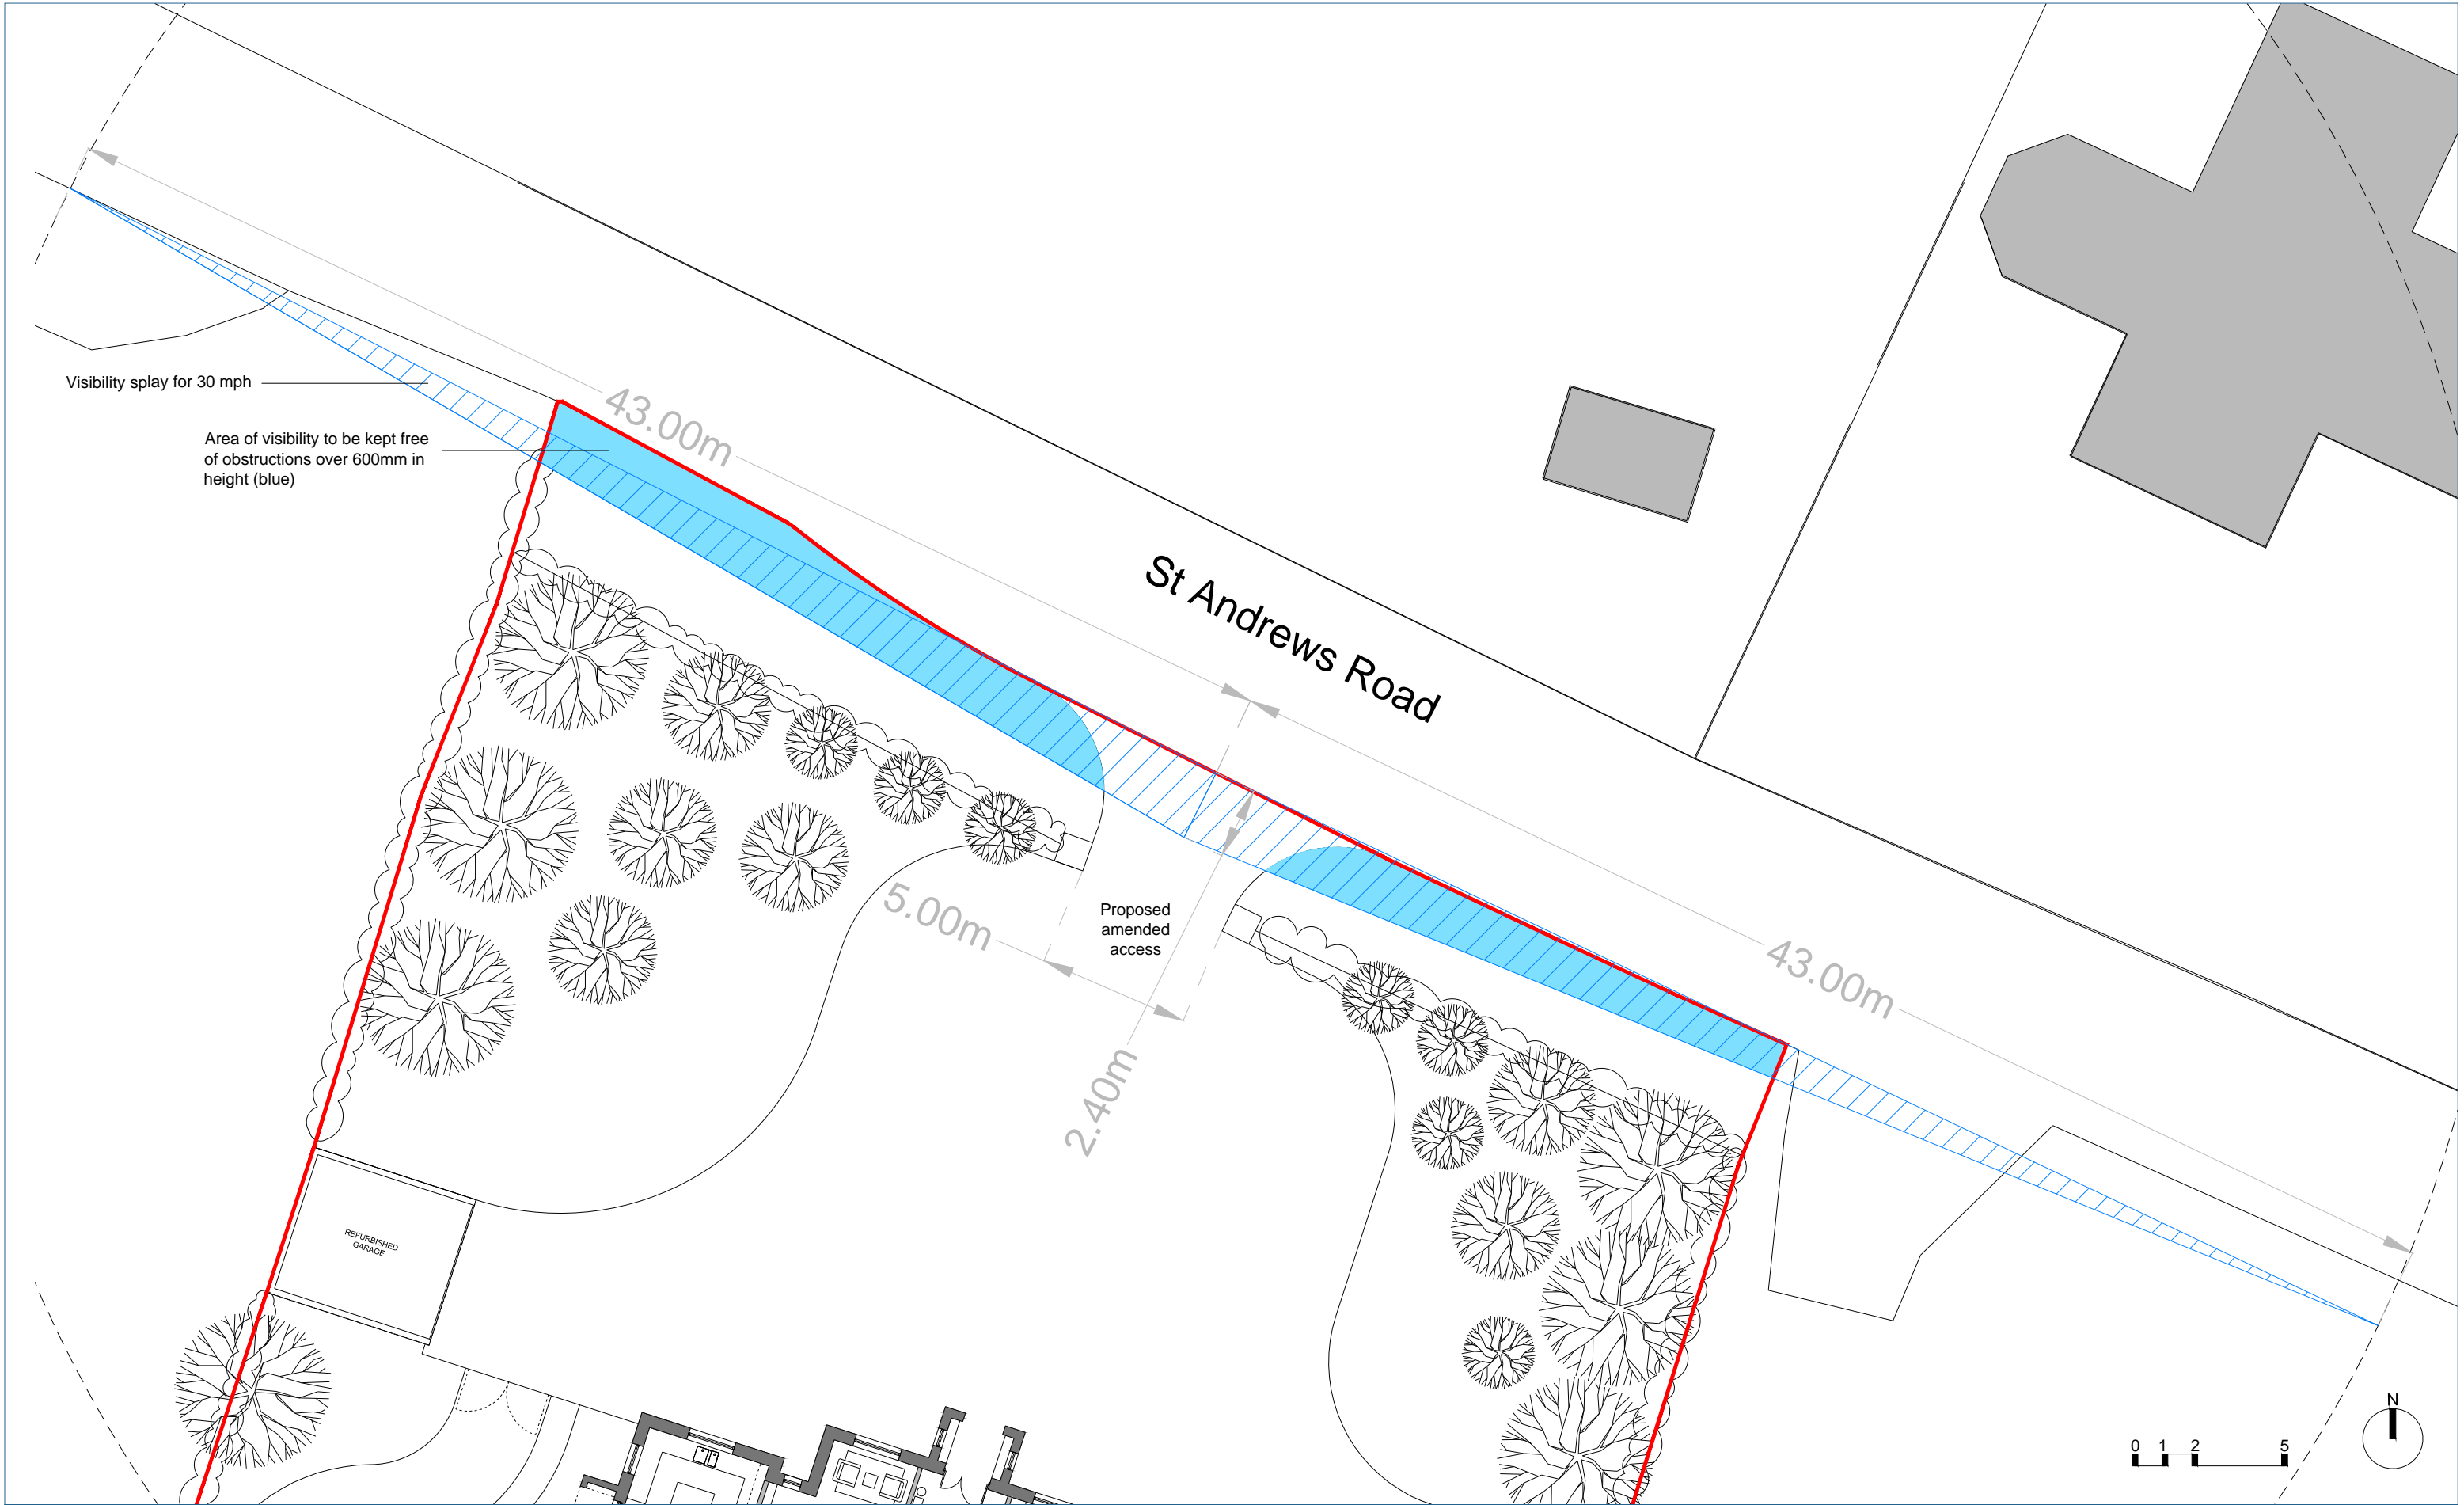 Visibility splay for 30 mph
43.00m
Area of visibility to be kept free
of obstructions over 600mm in
height (blue)
St Andrews Road
5.00m
Proposed
amended
access
43.00m
2.40m
REFURBISHED
GARAGE
N
0 1 2 5